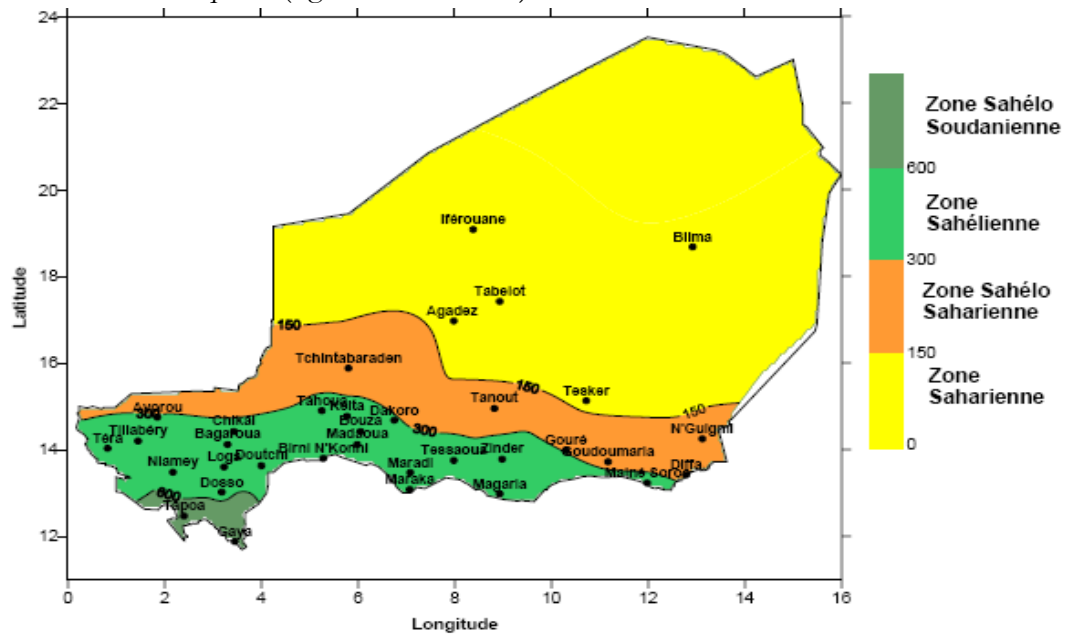 24
22
20
18
16
14
12
Latitude
0
2
4
6
8
10
12
14
16
Longitude
Iférouane
Bilma
Tabelot
Agadez
150
Tchintabaraden
150
Tesker
Tanout
150
N'Guigmi
Ayorou
300
Tahoua
Keita
Dakoro
Chikal
Bouza
300
Tillabéry
Bagaroua
Madaoua
Téra
Gouré
Goudoumaria
Birni N'Konni
Tessaoua
Zinder
Loga
Doutchi
Niamey
Maradi
Diffa
Mainé Soroa
Dosso
Maraka
Magaria
600
Tapoa
Gaya
Zone Sahélo
Soudanienne
600
Zone
Sahélienne
300
Zone Sahélo
Saharienne
150
Zone
Saharienne
0